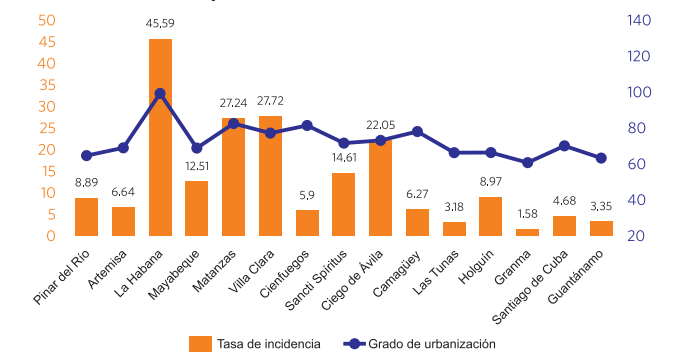 50
45
40
35
30
25
20
15
10
5
0
140
120
100
80
60
40
20
8.89
6.64
45.59
12.51
27.24
27.72
5,9
14,61
22.05
6.27
3.18
8.97
1.58
4.68
3,35
Pinar del Río
Artemisa
La Habana
Mayabeque
Matanzas
Villa Clara
Cienfuegos
Sancti Spíritus
Ciego de Ávila
Camagüey
Las Tunas
Holguín
Granma
Santiago de Cuba
Guantánamo
Tasa de incidencia
Grado de urbanización